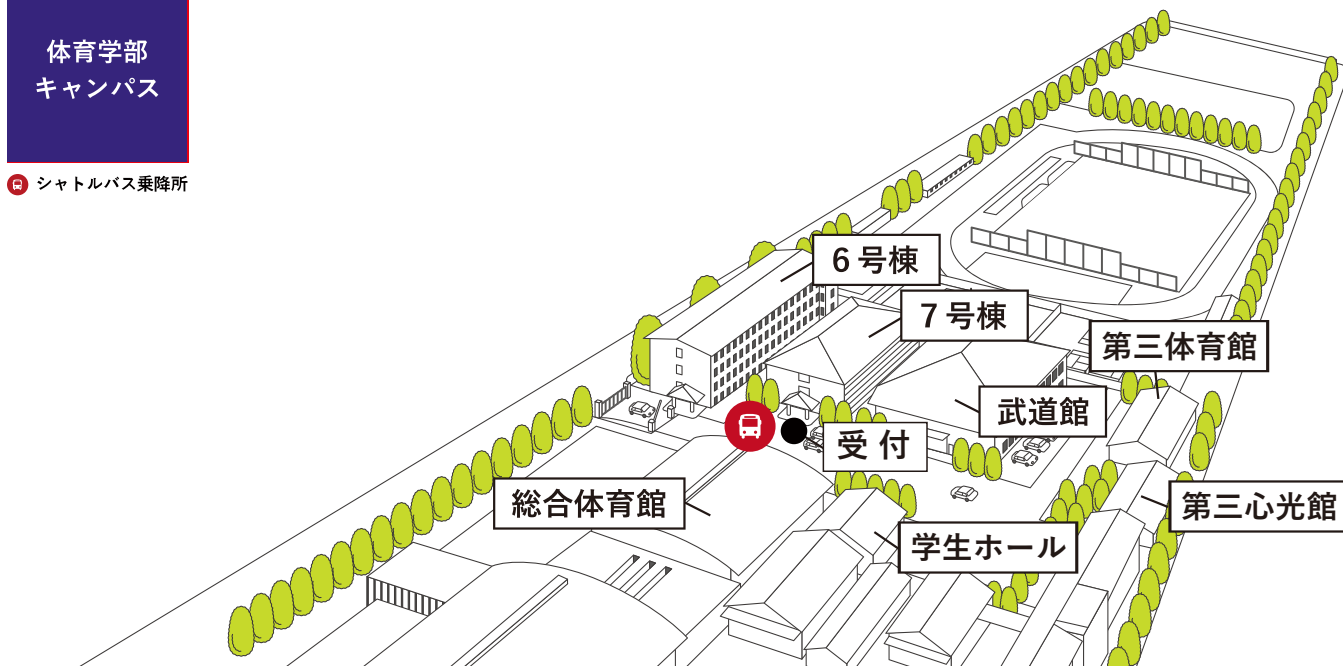 体育学部
キャンパス
シャトルバス乗降所
６号棟
７号棟
第三体育館
武道館
受 付
総合体育館
第三心光館
学生ホール